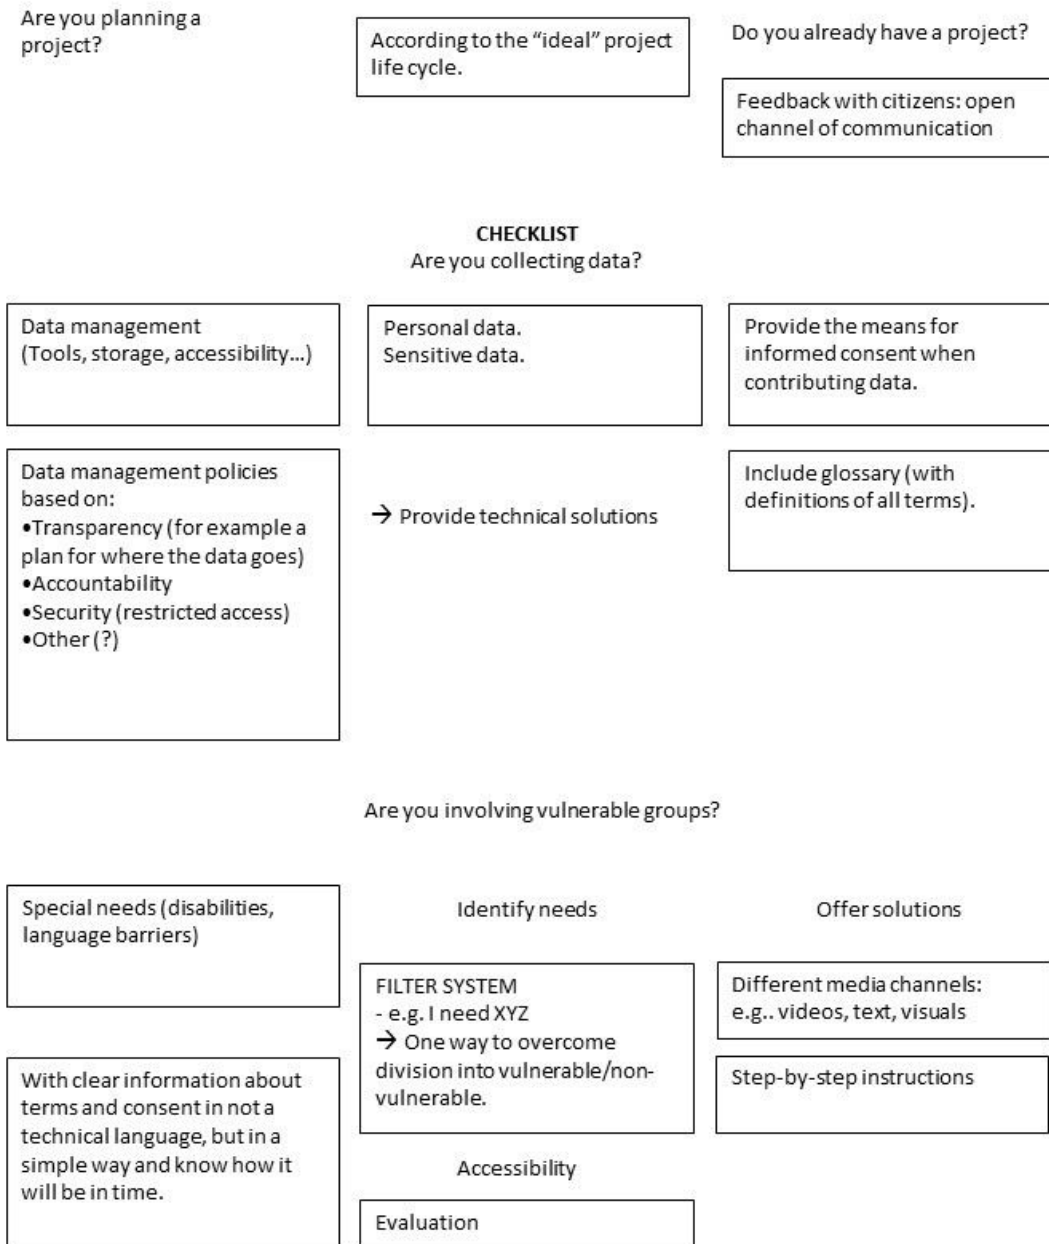 Are you planning a
project?
According to the “ideal” project
life cycle.
Do you already have a project?
Feedback with citizens: open
channel of communication
CHECKLIST
Are you collecting data?
Data management
(Tools, storage, accessibility...)
Personal data.
Sensitive data.
Provide the means for
informed consent when
contributing data.
Data management policies
based on:
•Transparency (for example a
plan for where the data goes)
•Accountability
•Security (restricted access)
•Other (?)
→ Provide technical solutions
Include glossary (with
definitions of all terms).
Are you involving vulnerable groups?
Special needs (disabilities,
language barriers)
With clear information about
terms and consent in not a
technical language, but in a
simple way and know how it
will be in time.
Identify needs
FILTER SYSTEM
- e.g. I need XYZ
→ One way to overcome
division into vulnerable/non-
vulnerable.
Accessibility
Evaluation
Offer solutions
Different media channels:
e.g.. videos, text, visuals
Step-by-step instructions